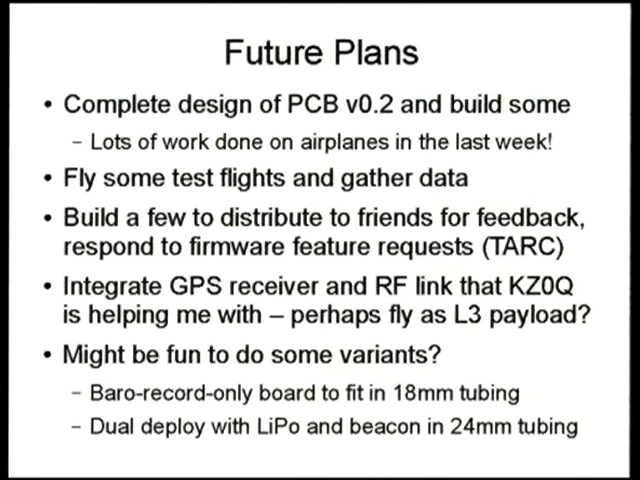 Future Plans
• Complete design of PCB v0.2 and build some
– Lots of work done on airplanes in the last week!
• Fly some test flights and gather data
• Build a few to distribute to friends for feedback,
respond to firmware feature requests (TARC)
• Integrate GPS receiver and RF link that KZ0Q
is helping me with – perhaps fly as L3 payload?
• Might be fun to do some variants?
– Baro-record-only board to fit in 18mm tubing
– Dual deploy with LiPo and beacon in 24mm tubing